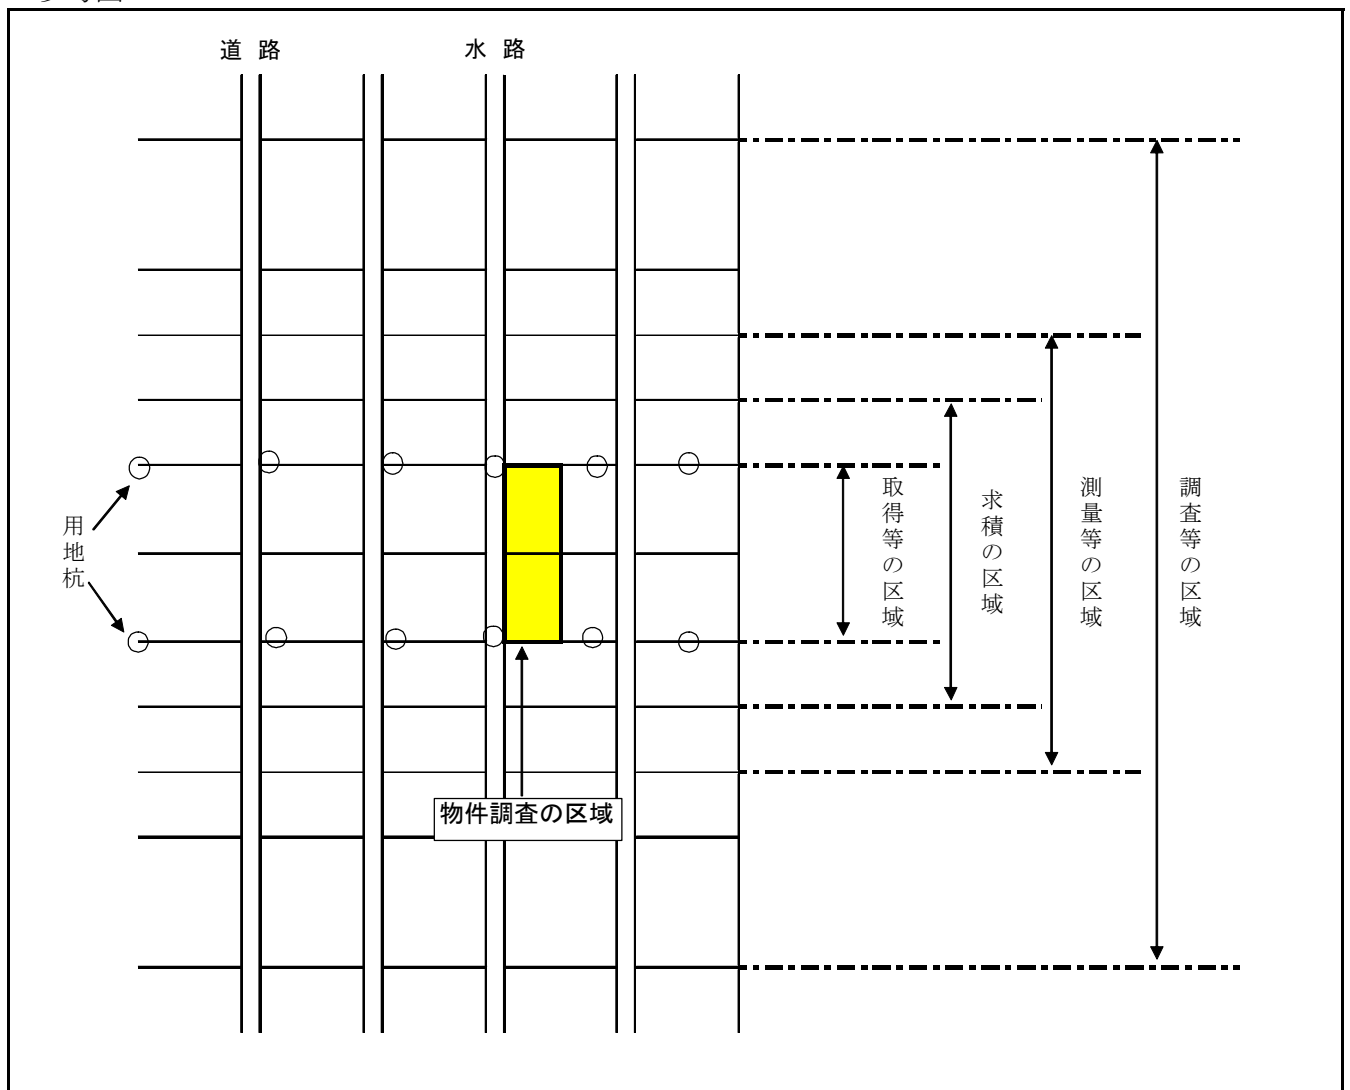 道 路
水 路
用地杭
取得等の区域
求積の区域
測量等の区域
調査等の区域
物件調査の区域